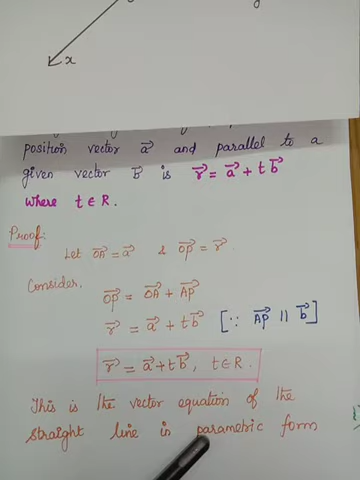 x
position vector a⃗ and parallel to a
given vector b⃗ is r⃗ = a⃗ + t b⃗
where t ∈ R.
Proof:
Let OA⃗ = a⃗ & OP⃗ = r⃗
Consider,
OP⃗ = OA⃗ + AP⃗
r⃗ = a⃗ + t b⃗ [∵ AP⃗ || b⃗]
r⃗ = a⃗ + t b⃗, t ∈ R.
This is the vector equation of the
straight line in parametric form